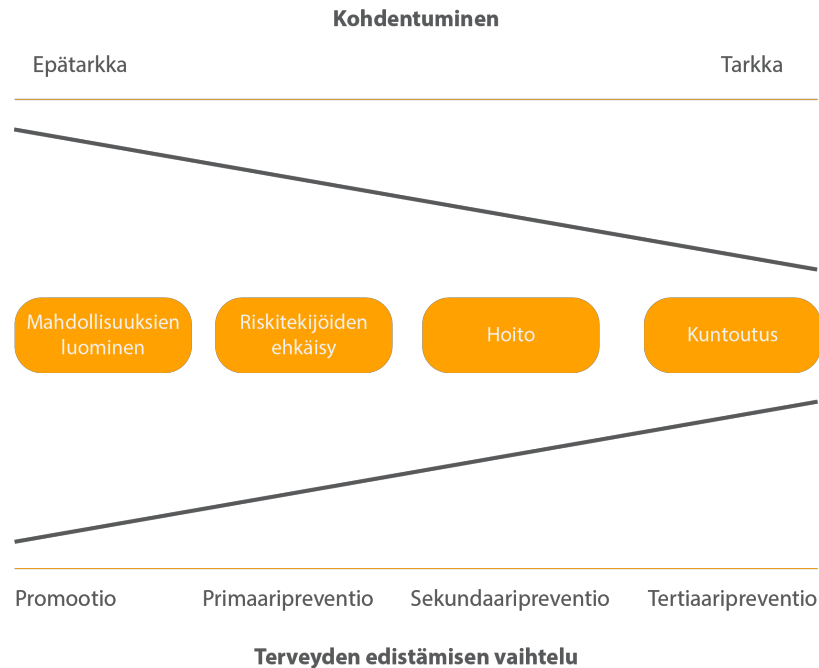 Kohdentuminen
Epätarkka Tarkka
Mahdollisuuksien
luominen
Riskitekijöiden
ehkäisy
Hoito
Kuntoutus
Promootio Primaaripreventio Sekundaaripreventio Tertiaaripreventio
Terveyden edistämisen vaihtelu